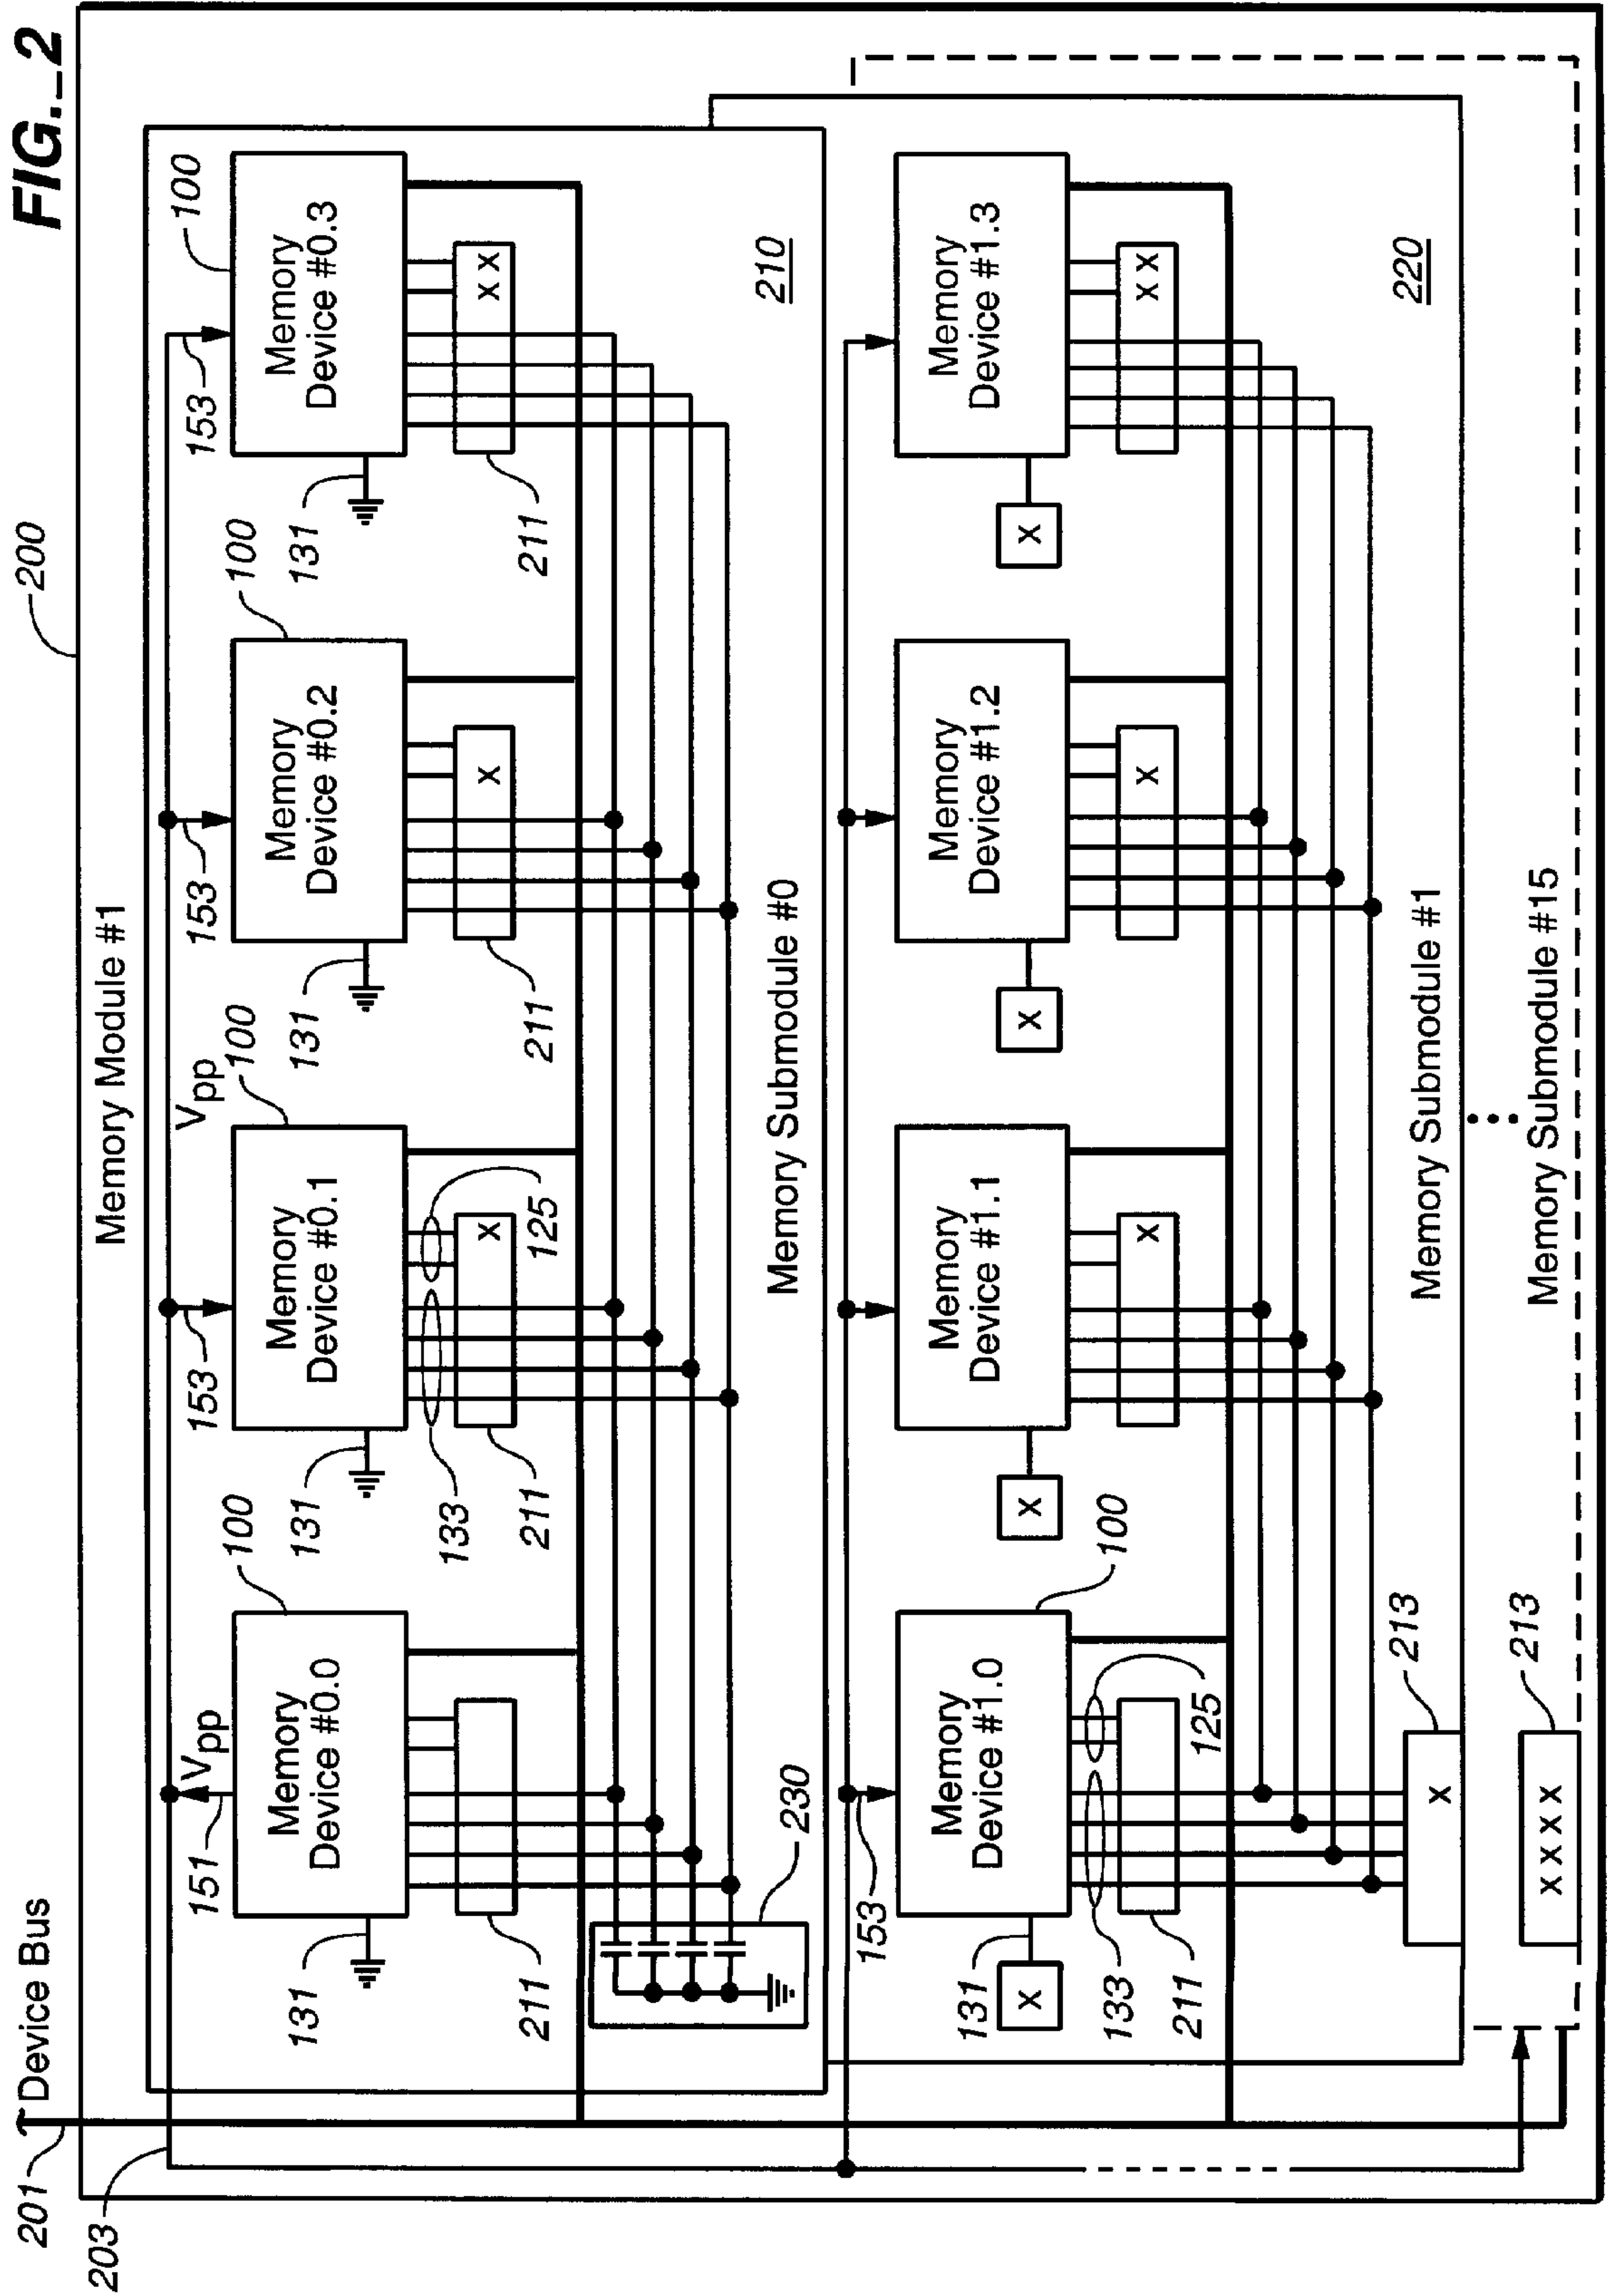 FIG._2
200
201
Device Bus
203
Memory Module #1
Vpp
Vpp
151
153
153
153
100
100
100
100
Memory
Device #0.0
Memory
Device #0.1
Memory
Device #0.2
Memory
Device #0.3
131
131
131
131
133
125
X
X
X X
211
211
211
211
230
Memory Submodule #0
210
153
100
Memory
Device #1.0
Memory
Device #1.1
Memory
Device #1.2
Memory
Device #1.3
131
X
X
X
X
133
125
211
X
X
X X
220
213
X
Memory Submodule #1
213
X X X X
Memory Submodule #15